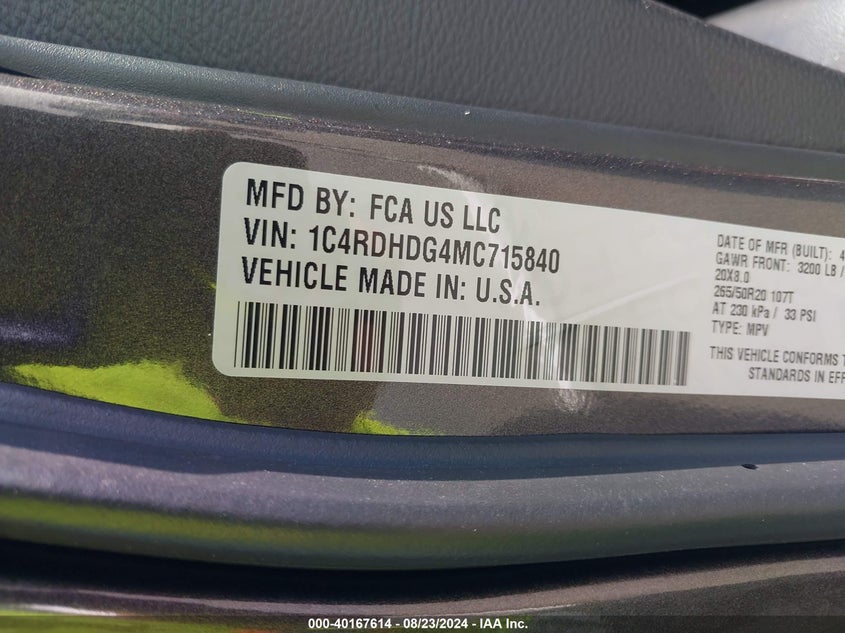 MFD BY: FCA US LLC
VIN: 1C4RDHDG4MC715840
VEHICLE MADE IN: U.S.A.
DATE OF MFR (BUILT): 4
GAWR FRONT: 3200 LB /
20X8.0
265/50R20 107T
AT 230 kPa / 33 PSI
TYPE: MPV
THIS VEHICLE CONFORMS T
STANDARDS IN EFF
000-40167614 - 08/23/2024 - IAA Inc.